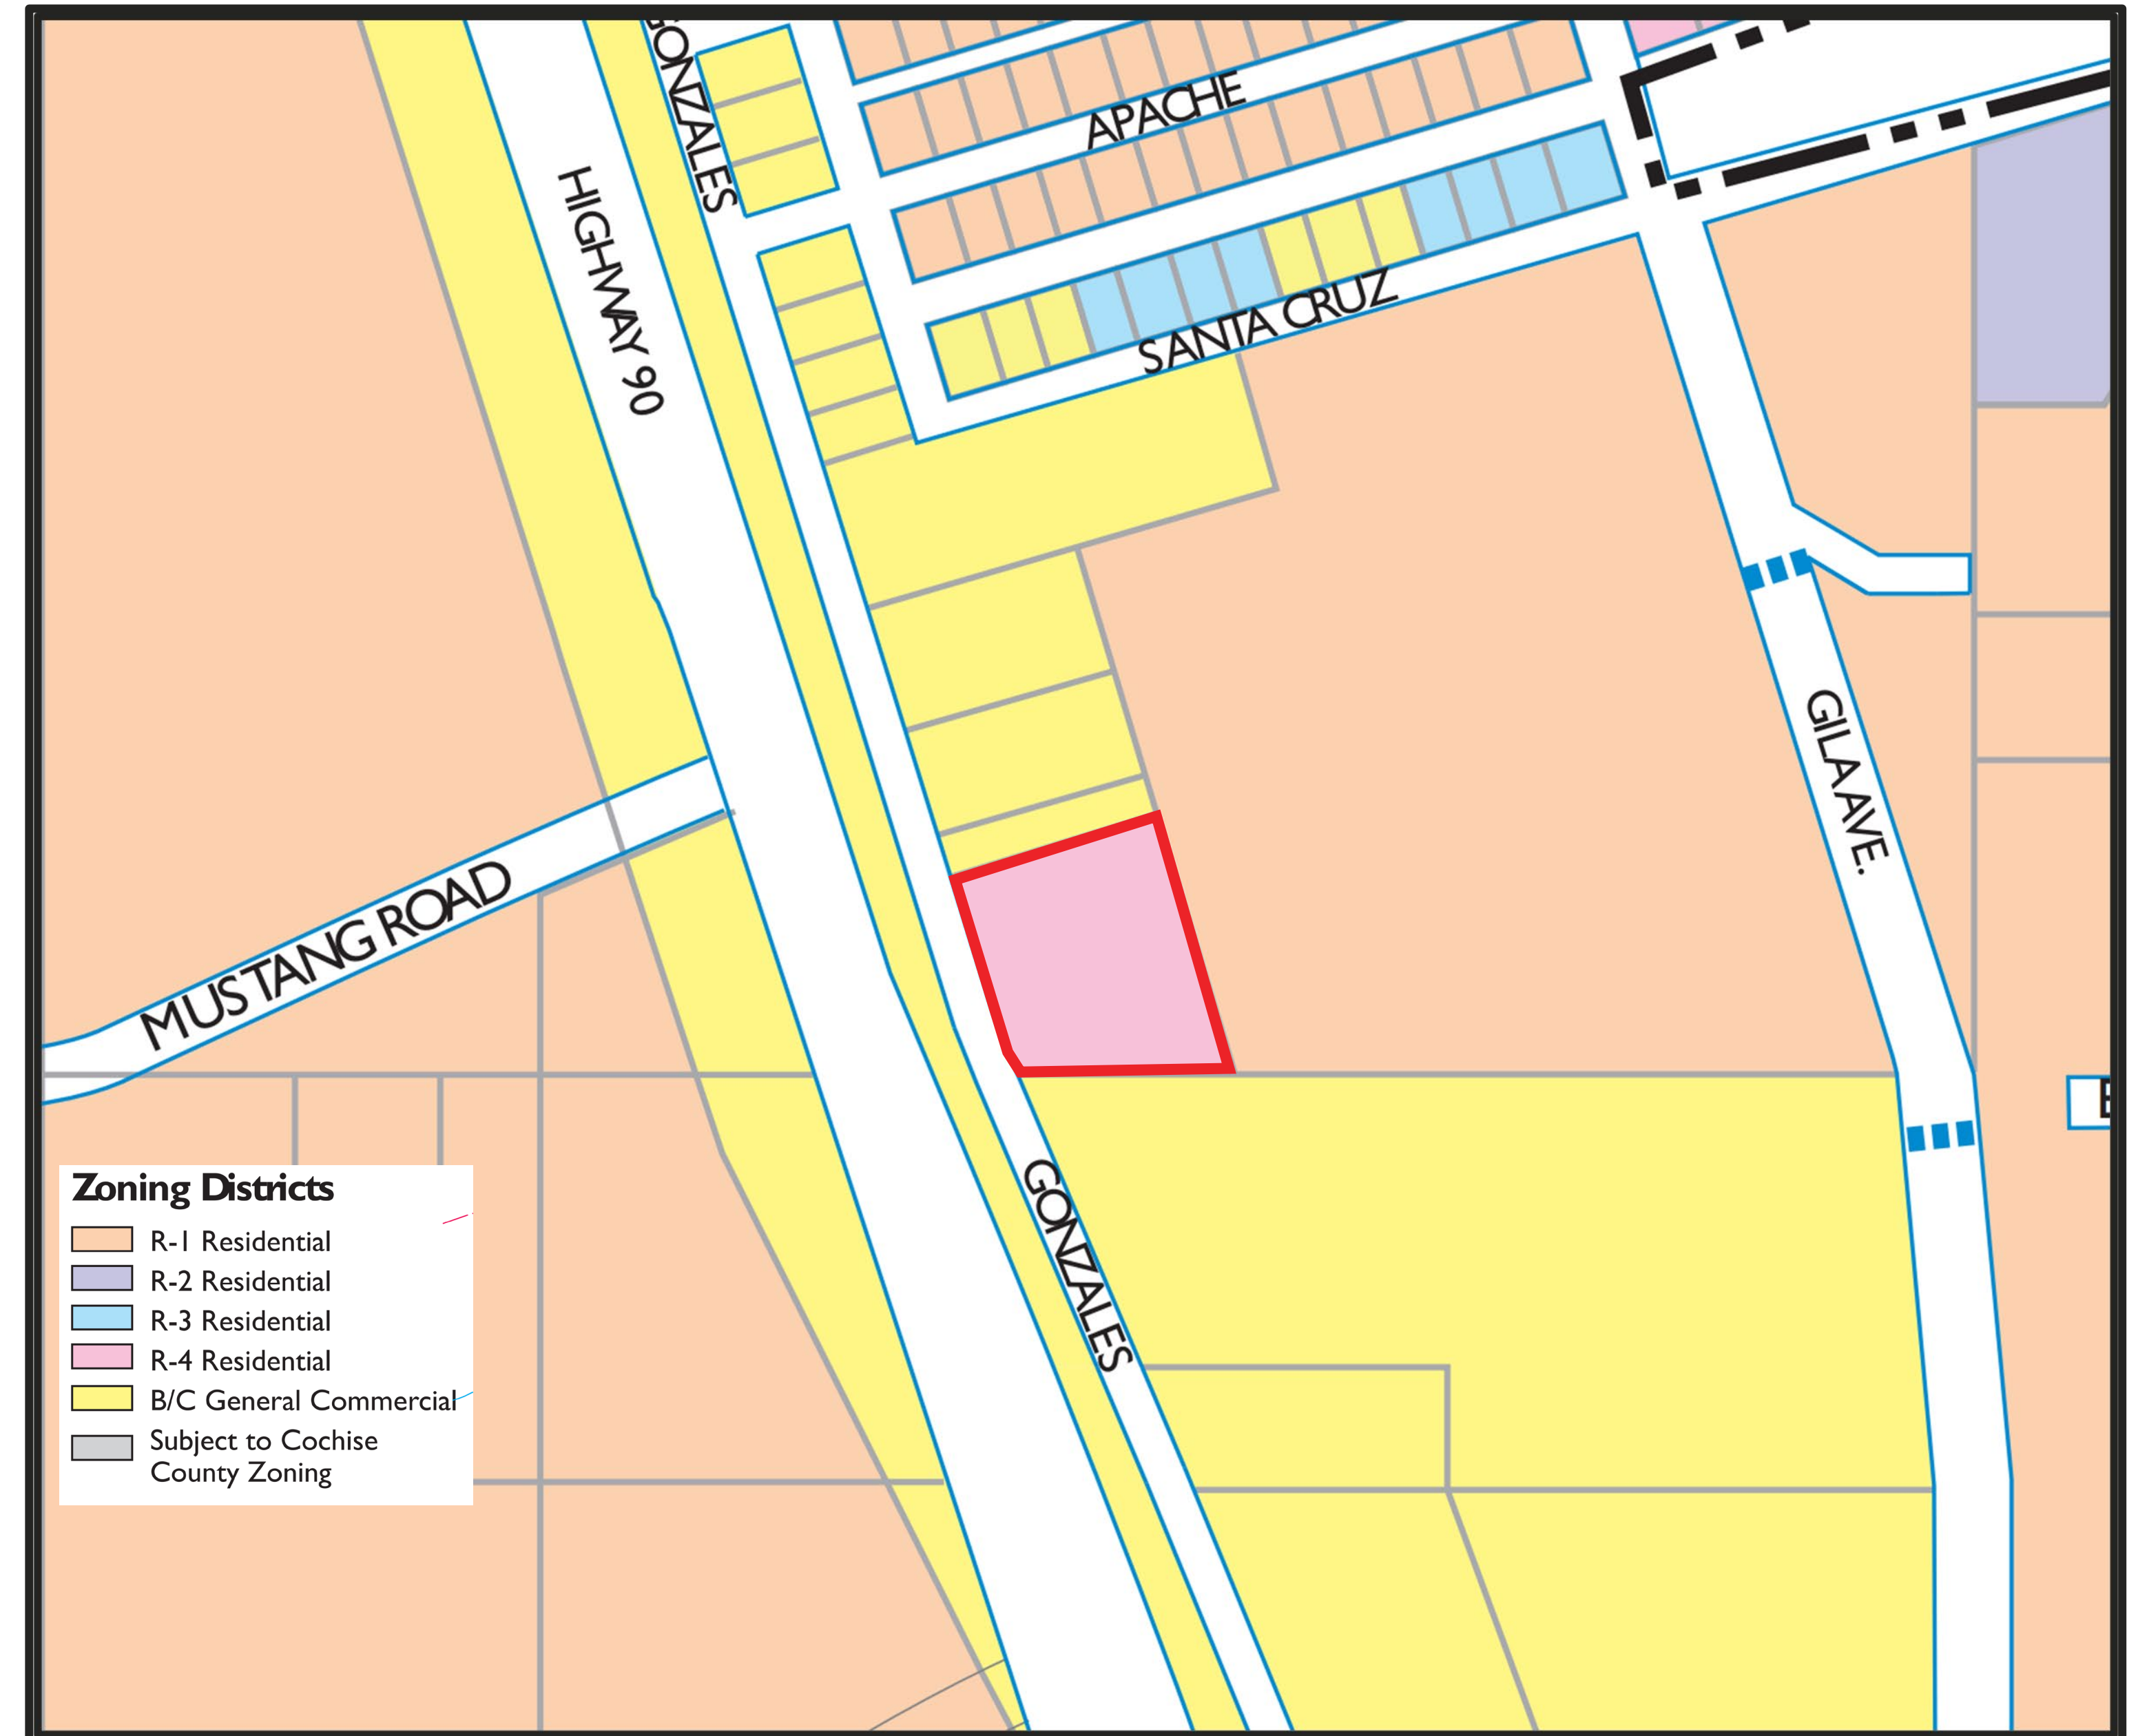 GONZALES
APACHE
HIGHWAY 90
SANTA CRUZ
GILA AVE.
MUSTANG ROAD
GONZALES
Zoning Districts
R-1 Residential
R-2 Residential
R-3 Residential
R-4 Residential
B/C General Commercial
Subject to Cochise
County Zoning